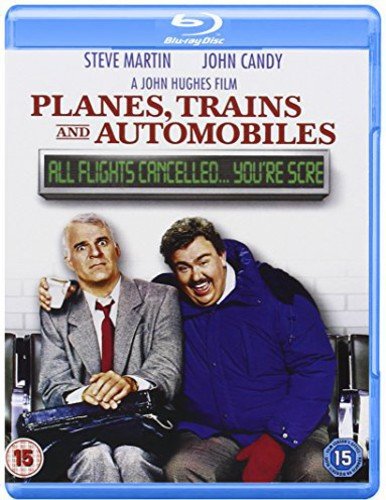 Blu-ray Disc
STEVE MARTIN JOHN CANDY
A JOHN HUGHES FILM
PLANES, TRAINS
AND AUTOMOBILES
ALL FLIGHTS CANCELLED... YOU'RE SCRE
15 15